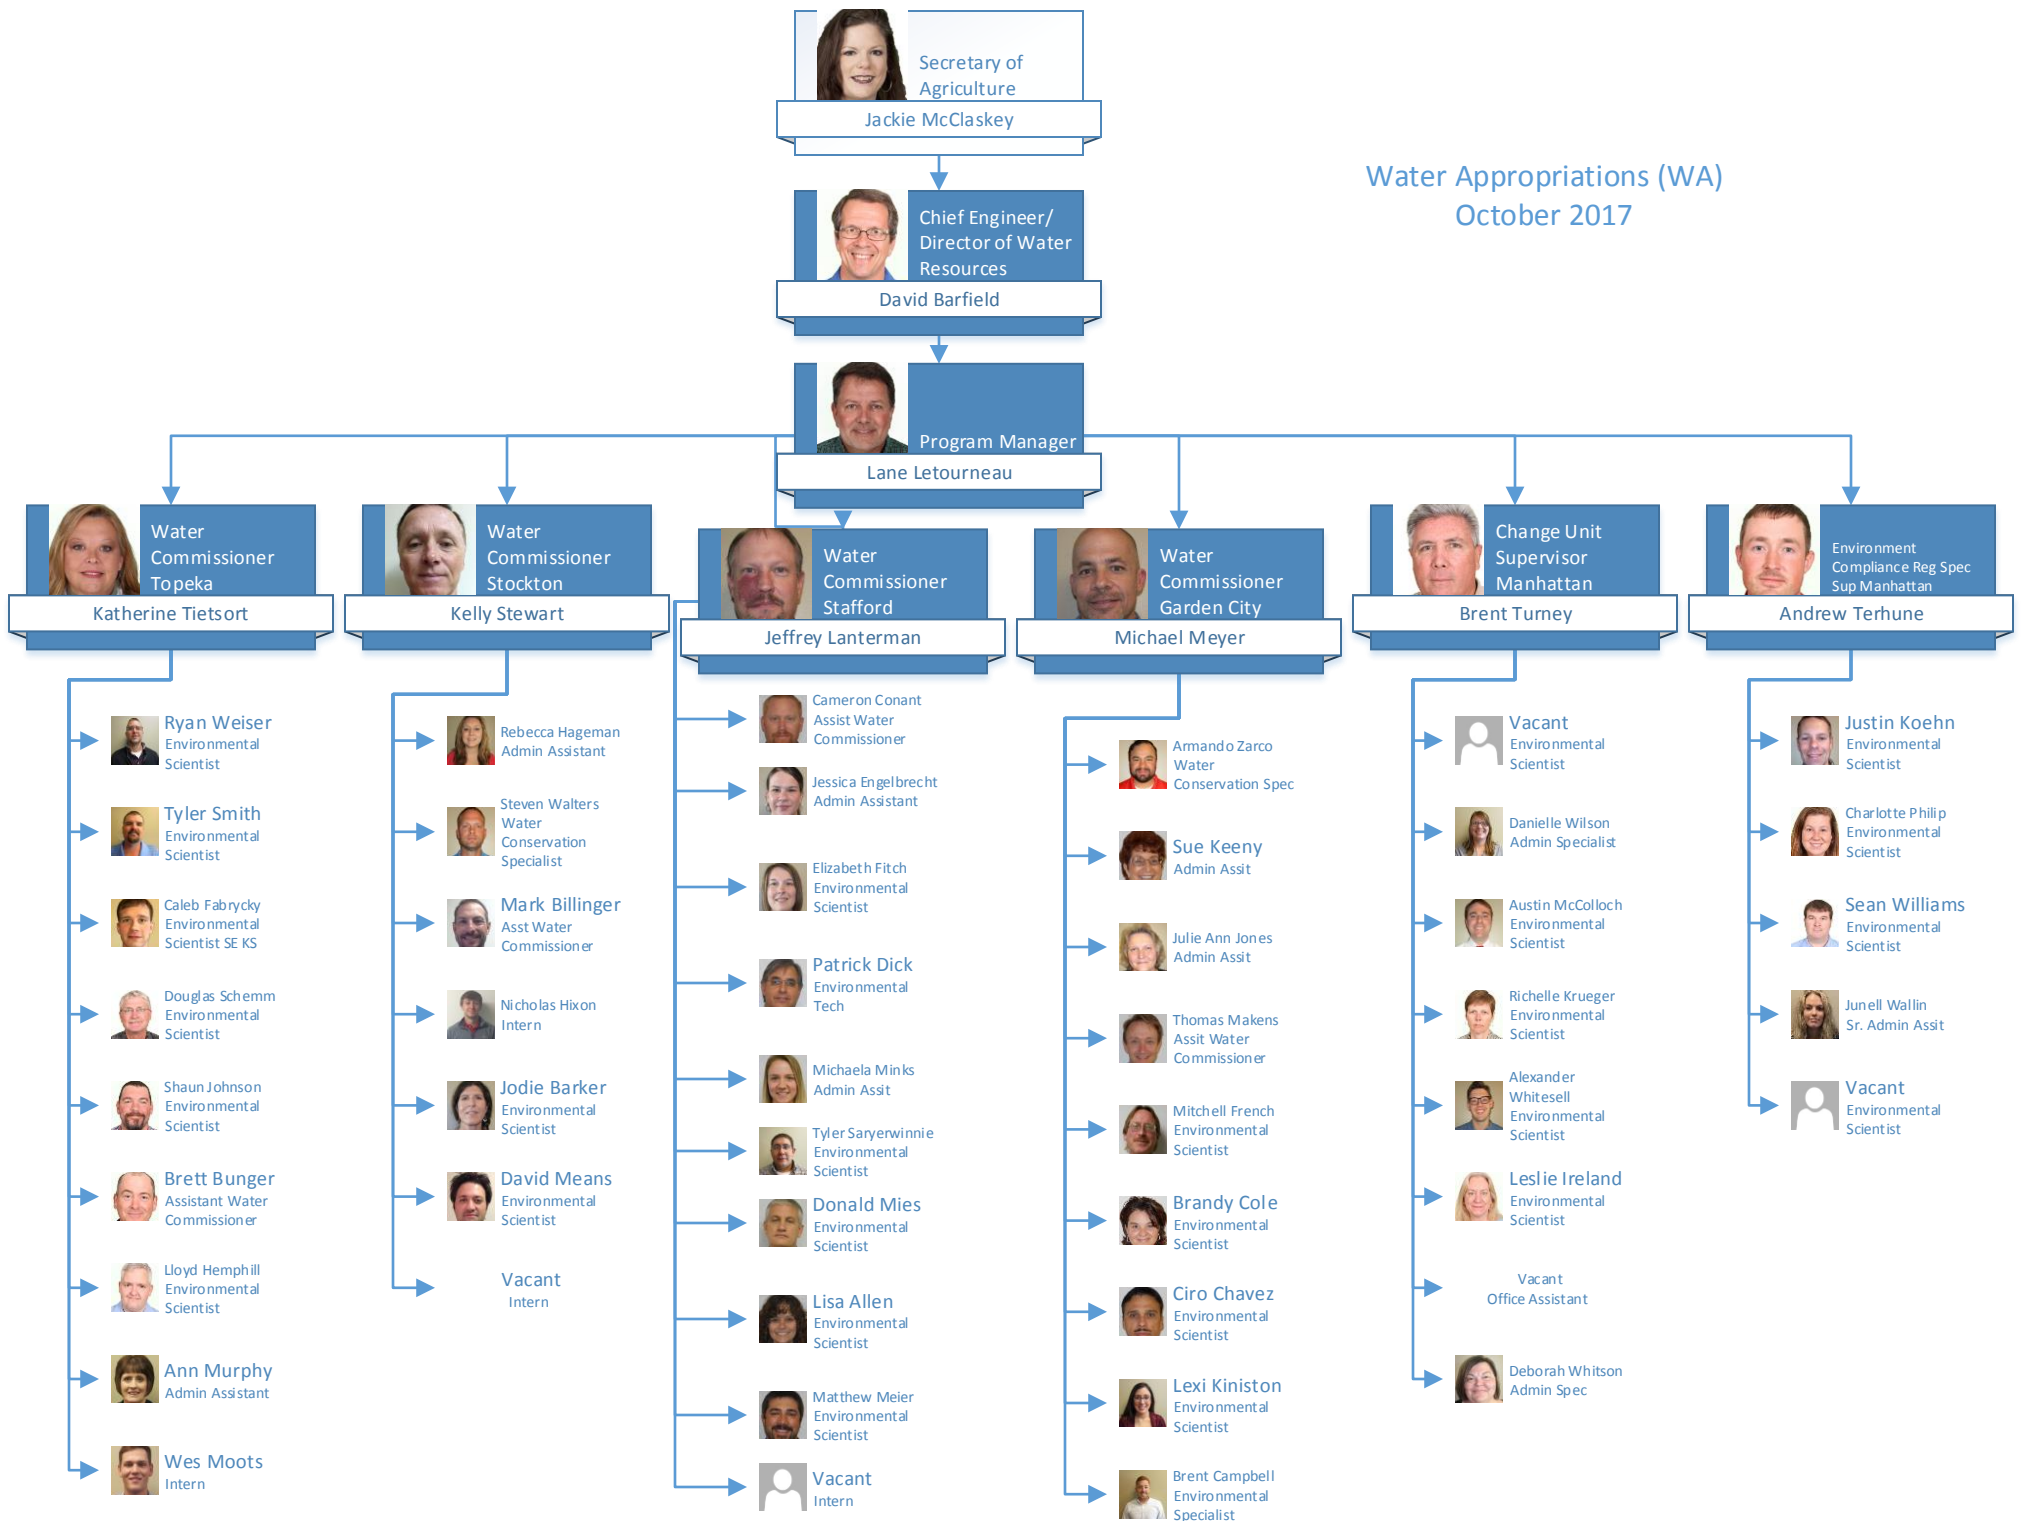 Secretary of
Agriculture
Jackie McClaskey
Water Appropriations (WA)
October 2017
Chief Engineer/
Director of Water
Resources
David Barfield
Program Manager
Lane Letourneau
Water
Commissioner
Topeka
Katherine Tietsort
Ryan Weiser
Environmental
Scientist
Tyler Smith
Environmental
Scientist
Caleb Fabrycky
Environmental
Scientist SE KS
Douglas Schemm
Environmental
Scientist
Shaun Johnson
Environmental
Scientist
Brett Bunger
Assistant Water
Commissioner
Lloyd Hemphill
Environmental
Scientist
Ann Murphy
Admin Assistant
Wes Moots
Intern
Water
Commissioner
Stockton
Kelly Stewart
Rebecca Hageman
Admin Assistant
Steven Walters
Water
Conservation
Specialist
Mark Billinger
Asst Water
Commissioner
Nicholas Hixon
Intern
Jodie Barker
Environmental
Scientist
David Means
Environmental
Scientist
Vacant
Intern
Water
Commissioner
Stafford
Jeffrey Lanterman
Cameron Conant
Assist Water
Commissioner
Jessica Engelbrecht
Admin Assistant
Elizabeth Fitch
Environmental
Scientist
Patrick Dick
Environmental
Tech
Michaela Minks
Admin Assit
Tyler Saryerwinnie
Environmental
Scientist
Donald Mies
Environmental
Scientist
Lisa Allen
Environmental
Scientist
Matthew Meier
Environmental
Scientist
Vacant
Intern
Water
Commissioner
Garden City
Michael Meyer
Armando Zarco
Water
Conservation Spec
Sue Keeny
Admin Assit
Julie Ann Jones
Admin Assit
Thomas Makens
Assit Water
Commissioner
Mitchell French
Environmental
Scientist
Brandy Cole
Environmental
Scientist
Ciro Chavez
Environmental
Scientist
Lexi Kiniston
Environmental
Scientist
Brent Campbell
Environmental
Specialist
Change Unit
Supervisor
Manhattan
Brent Turney
Vacant
Environmental
Scientist
Danielle Wilson
Admin Specialist
Austin McColloch
Environmental
Scientist
Richelle Krueger
Environmental
Scientist
Alexander
Whitesell
Environmental
Scientist
Leslie Ireland
Environmental
Scientist
Vacant
Office Assistant
Deborah Whitson
Admin Spec
Environment
Compliance Reg Spec
Sup Manhattan
Andrew Terhune
Justin Koehn
Environmental
Scientist
Charlotte Philip
Environmental
Scientist
Sean Williams
Environmental
Scientist
Junell Wallin
Sr. Admin Assit
Vacant
Environmental
Scientist